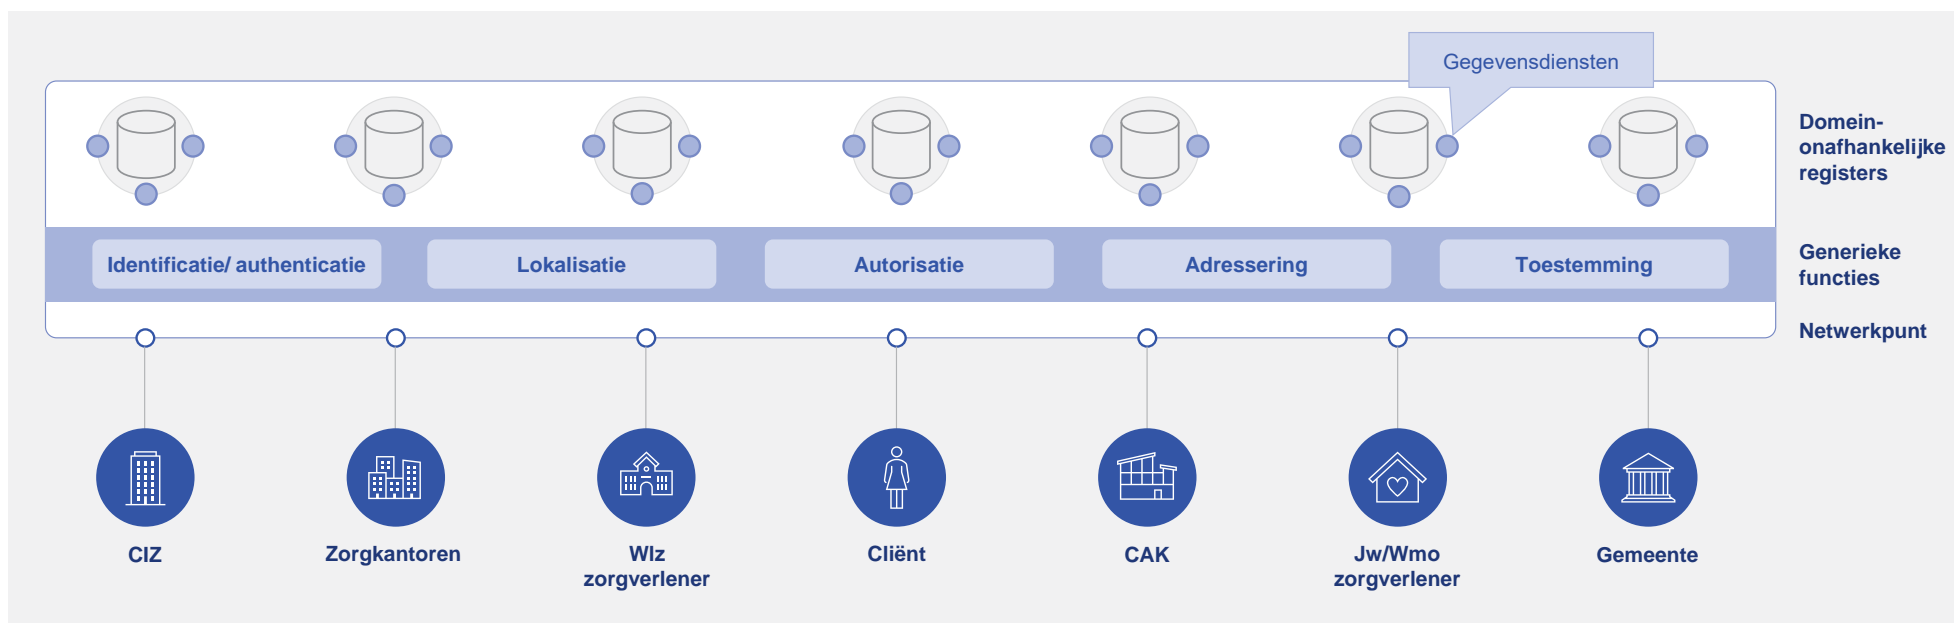 Gegevensdiensten
Domein-
onafhankelijke
registers
Identificatie/ authenticatie
Lokalisatie
Autorisatie
Adressering
Toestemming
Generieke
functies
Netwerkpunt
CIZ
Zorgkantoren
Wlz
zorgverlener
Cliënt
CAK
Jw/Wmo
zorgverlener
Gemeente